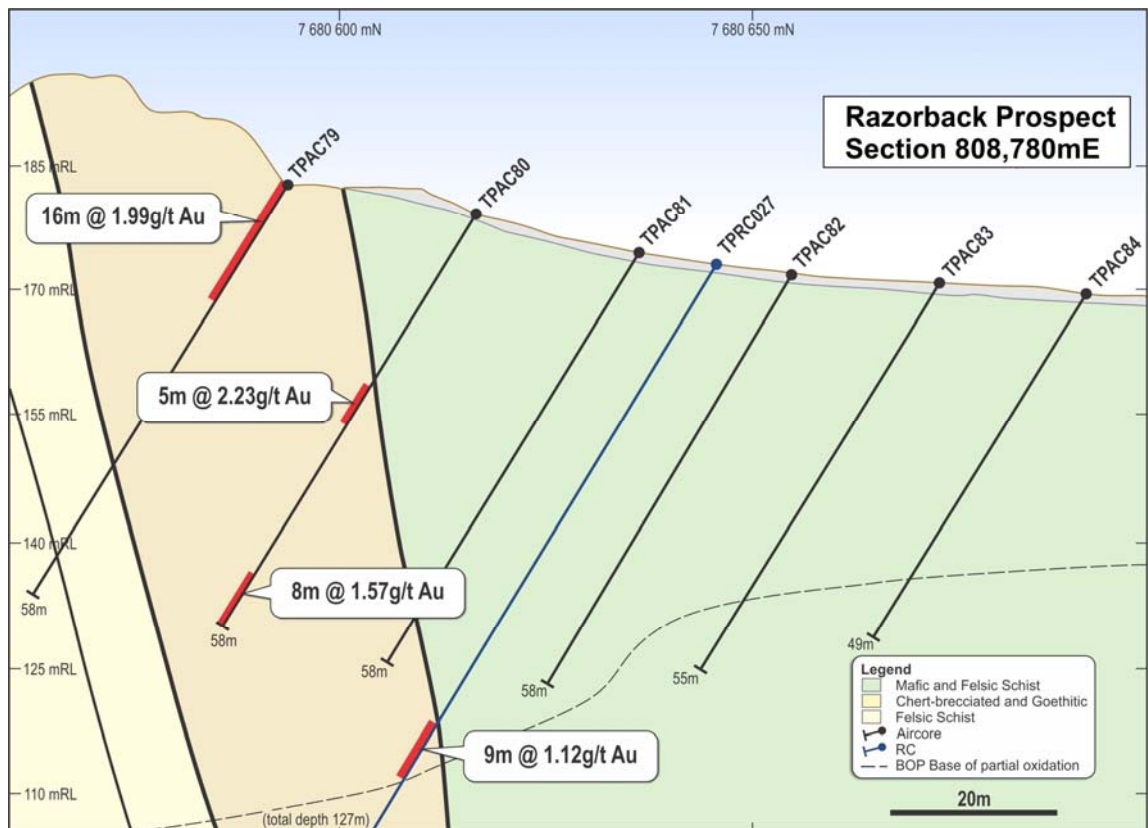 7 680 600 mN
7 680 650 mN
Razorback Prospect
Section 808,780mE
185 mRL
170 mRL
155 mRL
140 mRL
125 mRL
110 mRL
TPAC79
TPAC80
TPAC81
TPRC027
TPAC82
TPAC83
TPAC84
16m @ 1.99g/t Au
5m @ 2.23g/t Au
8m @ 1.57g/t Au
9m @ 1.12g/t Au
58m
58m
58m
58m
55m
49m
(total depth 127m)
Legend
Mafic and Felsic Schist
Chert-brecciated and Goethitic
Felsic Schist
Aircore
RC
BOP Base of partial oxidation
20m